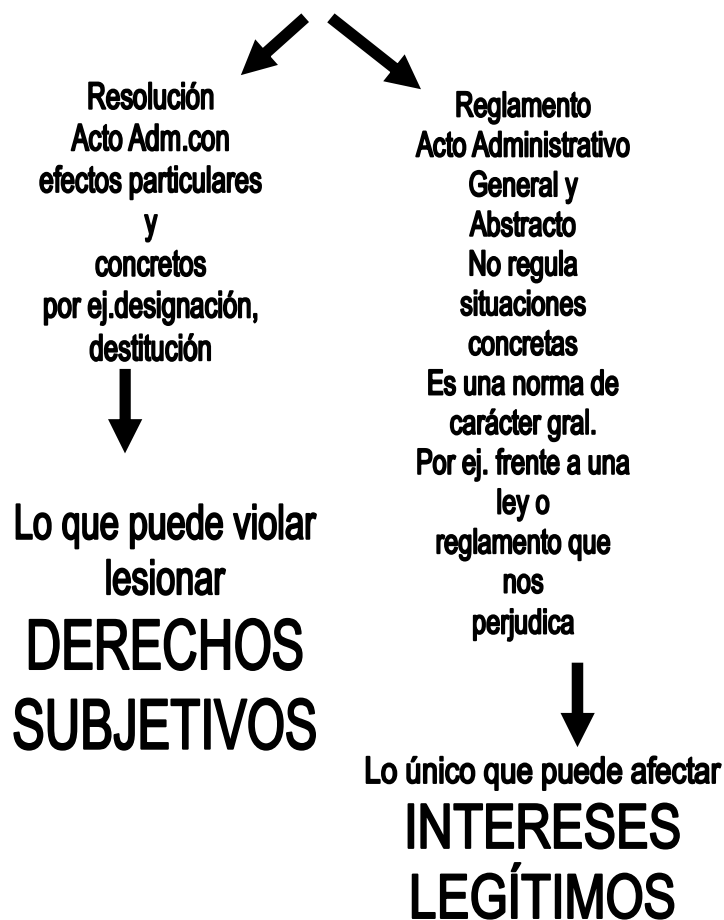 Resolución
Acto Adm.con
efectos particulares
y
concretos
por ej.designación,
destitución
Lo que puede violar
lesionar
DERECHOS
SUBJETIVOS
Reglamento
Acto Administrativo
General y
Abstracto
No regula
situaciones
concretas
Es una norma de
carácter gral.
Por ej. frente a una
ley o
reglamento que
nos
perjudica
Lo único que puede afectar
INTERESES
LEGÍTIMOS